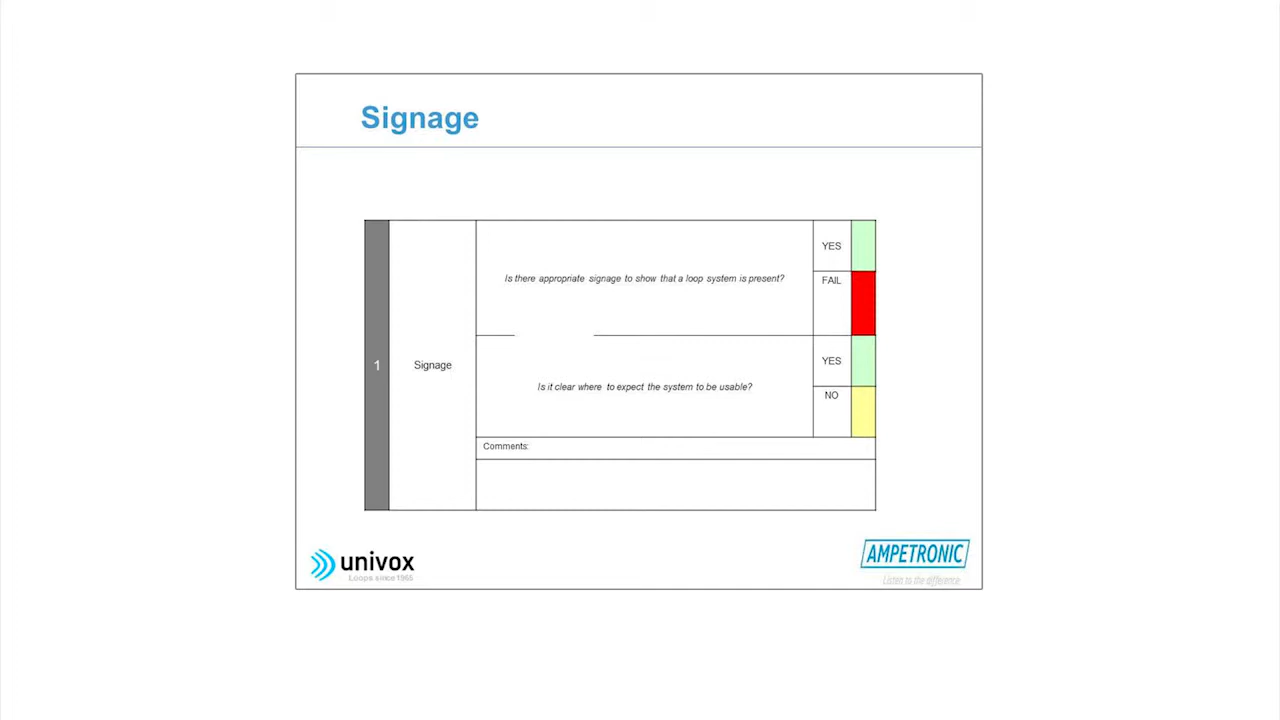 Signage
Is there appropriate signage to show that a loop system is present?
YES
FAIL
1
Signage
Is it clear where to expect the system to be usable?
YES
NO
Comments:
univox
Loops since 1965
AMPETRONIC
Listen to the difference